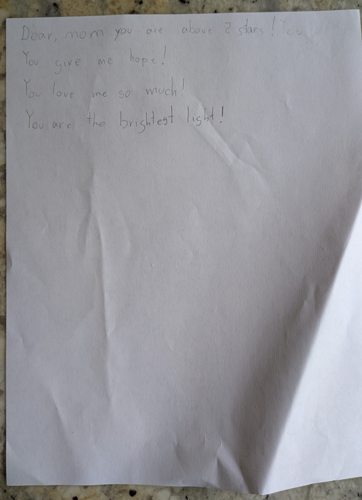 Dear, mom you are above 2 stars! You
You give me hope!
You love me so much!
You are the brightest light!